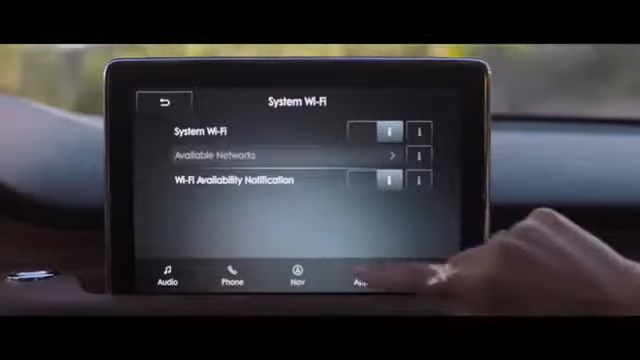 System Wi-Fi
System Wi-Fi
Available Networks
Wi-Fi Availability Notification
Audio
Phone
Nav